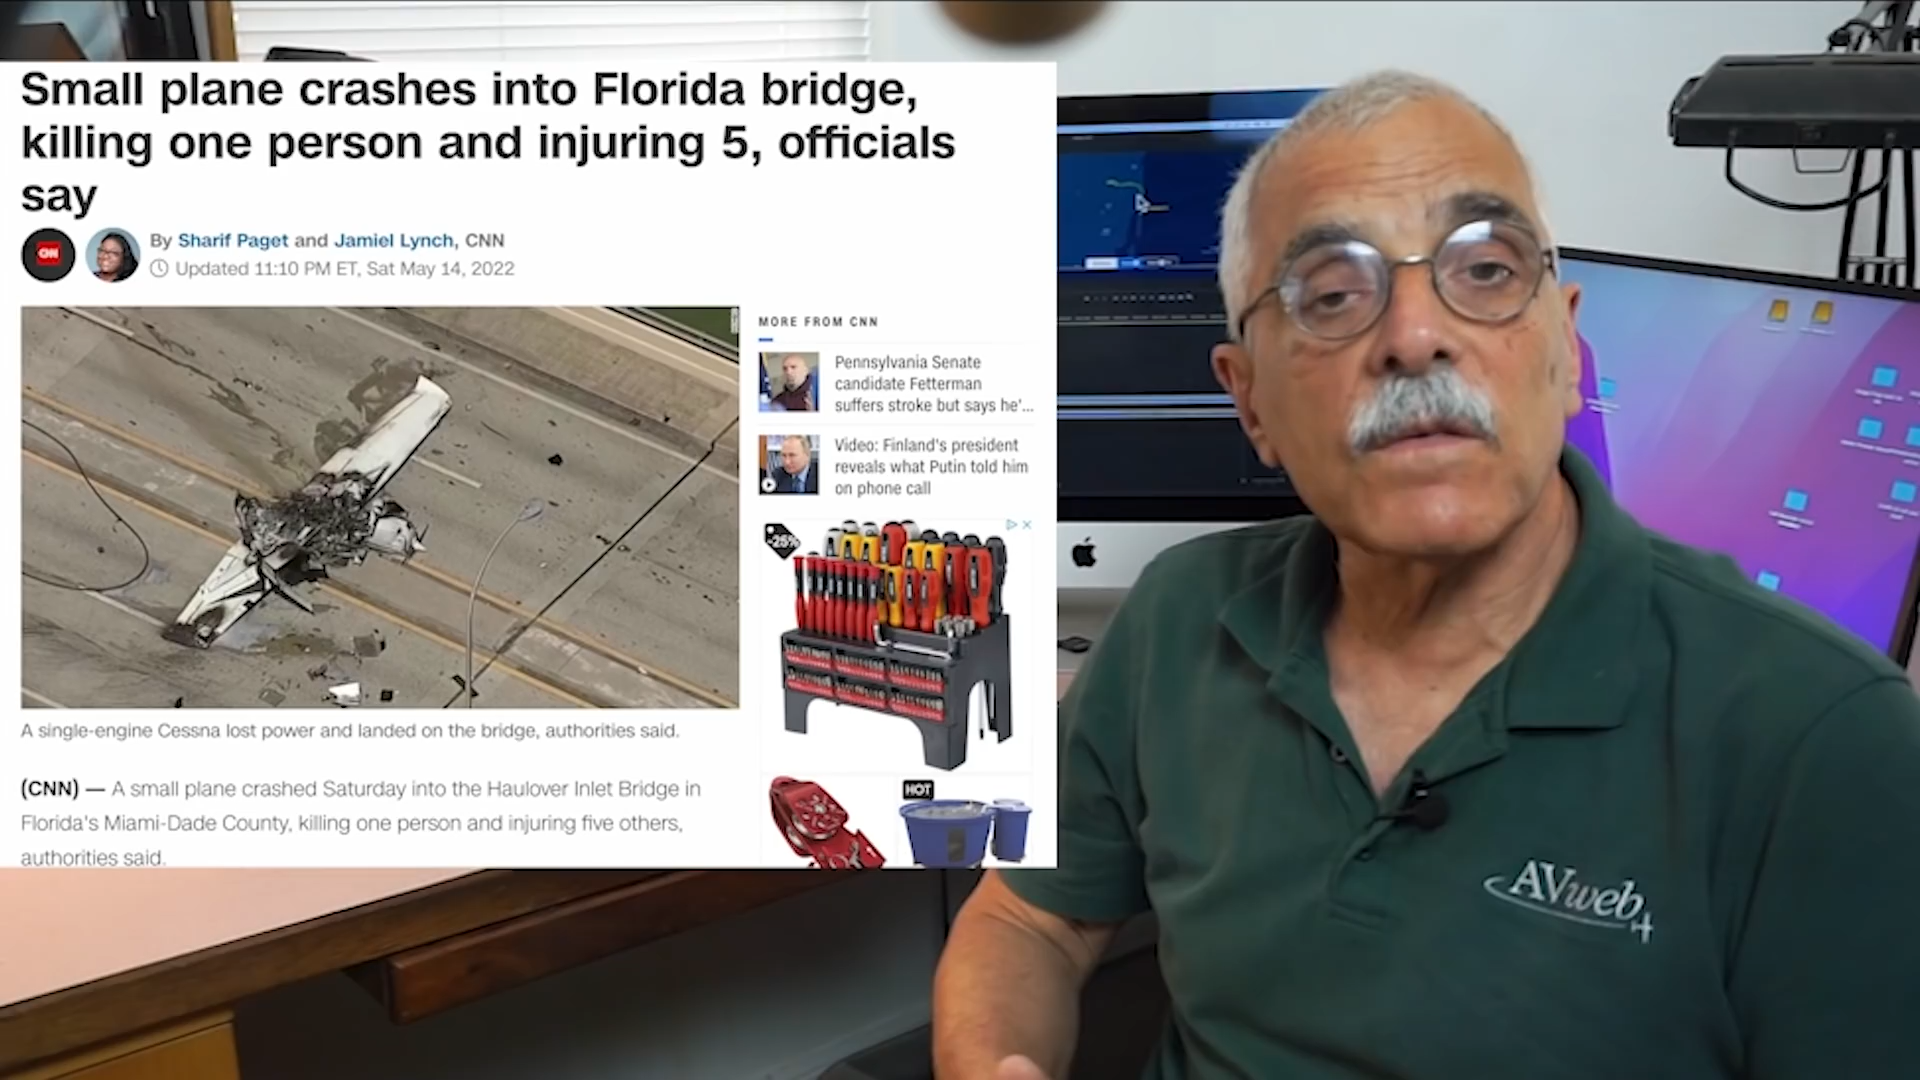 Small plane crashes into Florida bridge,
killing one person and injuring 5, officials
say
CNN
By Sharif Paget and Jamiel Lynch, CNN
Updated 11:10 PM ET, Sat May 14, 2022
MORE FROM CNN
Pennsylvania Senate
candidate Fetterman
suffers stroke but says he'...
Video: Finland's president
reveals what Putin told him
on phone call
-25%
A single-engine Cessna lost power and landed on the bridge, authorities said.
(CNN) — A small plane crashed Saturday into the Haulover Inlet Bridge in
Florida's Miami-Dade County, killing one person and injuring five others,
authorities said.
HOT
AVweb